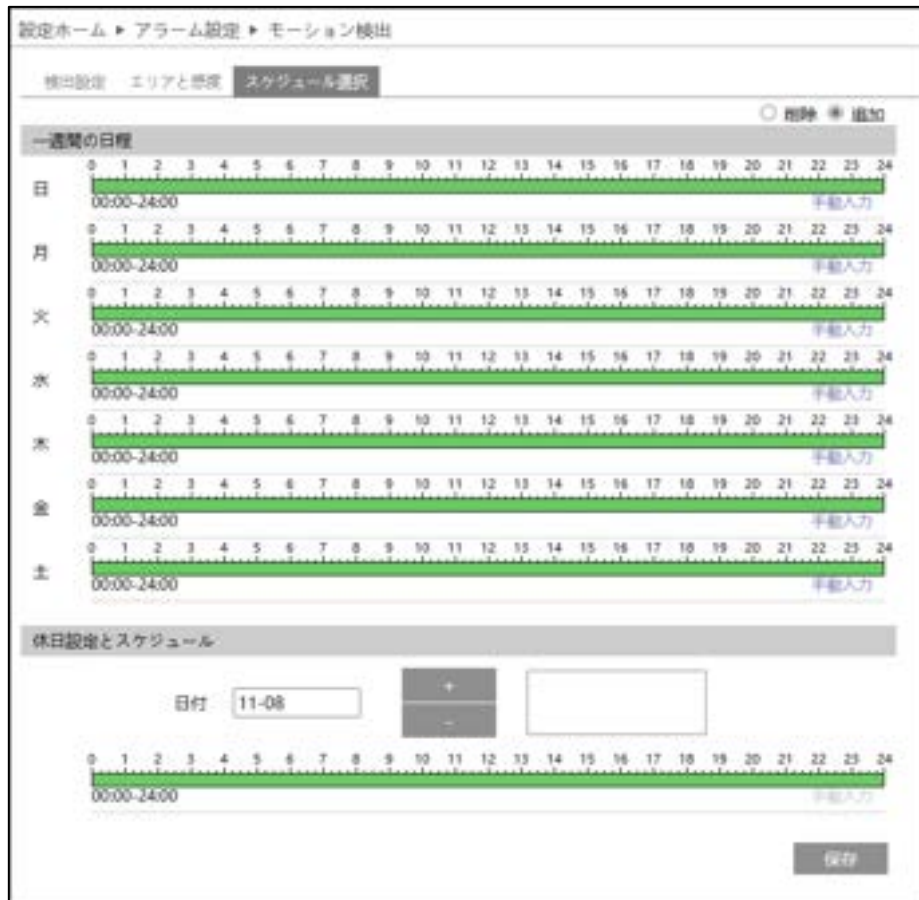 設定ホーム ▶ アラーム設定 ▶ モーション検出
検出設定 エリアと感度 スケジュール選択
削除 追加
一週間の日程
0 1 2 3 4 5 6 7 8 9 10 11 12 13 14 15 16 17 18 19 20 21 22 23 24
日
00:00-24:00 手動入力
0 1 2 3 4 5 6 7 8 9 10 11 12 13 14 15 16 17 18 19 20 21 22 23 24
月
00:00-24:00 手動入力
0 1 2 3 4 5 6 7 8 9 10 11 12 13 14 15 16 17 18 19 20 21 22 23 24
火
00:00-24:00 手動入力
0 1 2 3 4 5 6 7 8 9 10 11 12 13 14 15 16 17 18 19 20 21 22 23 24
水
00:00-24:00 手動入力
0 1 2 3 4 5 6 7 8 9 10 11 12 13 14 15 16 17 18 19 20 21 22 23 24
木
00:00-24:00 手動入力
0 1 2 3 4 5 6 7 8 9 10 11 12 13 14 15 16 17 18 19 20 21 22 23 24
金
00:00-24:00 手動入力
0 1 2 3 4 5 6 7 8 9 10 11 12 13 14 15 16 17 18 19 20 21 22 23 24
土
00:00-24:00 手動入力
休日設定とスケジュール
+
日付 11-08
-
0 1 2 3 4 5 6 7 8 9 10 11 12 13 14 15 16 17 18 19 20 21 22 23 24
00:00-24:00 手動入力
保存